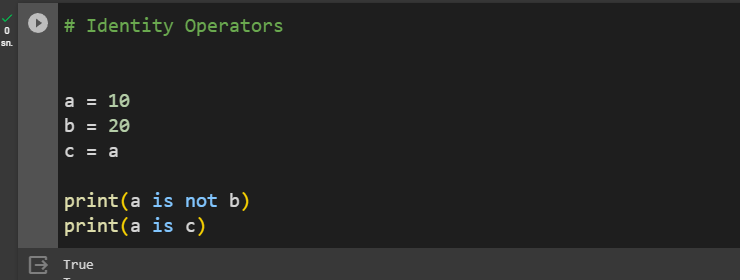 0
sn.
# Identity Operators
a = 10
b = 20
c = a
print(a is not b)
print(a is c)
True